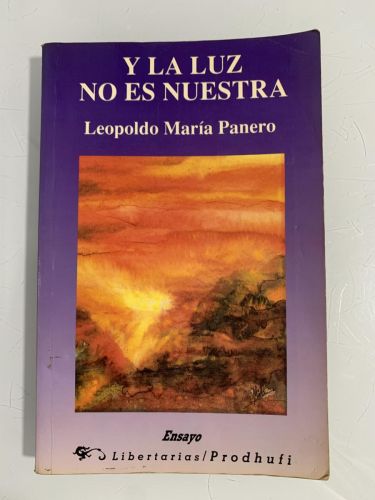 Y LA LUZ
NO ES NUESTRA
Leopoldo María Panero
Ensayo
Libertarias/Prodhufi